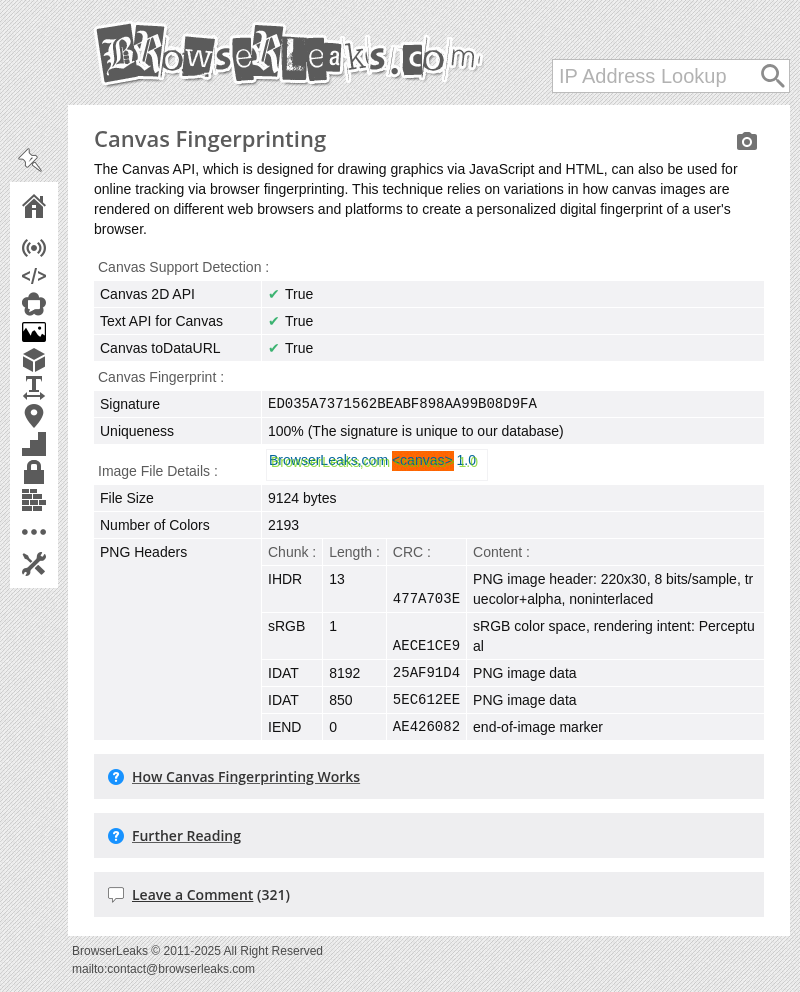 BRowseRLeaks.com
IP Address Lookup
Canvas Fingerprinting
The Canvas API, which is designed for drawing graphics via JavaScript and HTML, can also be used for
online tracking via browser fingerprinting. This technique relies on variations in how canvas images are
rendered on different web browsers and platforms to create a personalized digital fingerprint of a user's
browser.
Canvas Support Detection :
Canvas 2D API ✔ True
Text API for Canvas ✔ True
Canvas toDataURL ✔ True
Canvas Fingerprint :
Signature ED035A7371562BEABF898AA99B08D9FA
Uniqueness 100% (The signature is unique to our database)
BrowserLeaks,com <canvas> 1.0
Image File Details :
File Size 9124 bytes
Number of Colors 2193
PNG Headers Chunk : Length : CRC : Content :
IHDR 13 477A703E PNG image header: 220x30, 8 bits/sample, tr
uecolor+alpha, noninterlaced
sRGB 1 AECE1CE9 sRGB color space, rendering intent: Perceptu
al
IDAT 8192 25AF91D4 PNG image data
IDAT 850 5EC612EE PNG image data
IEND 0 AE426082 end-of-image marker
How Canvas Fingerprinting Works
Further Reading
Leave a Comment (321)
BrowserLeaks © 2011-2025 All Right Reserved
mailto:contact@browserleaks.com